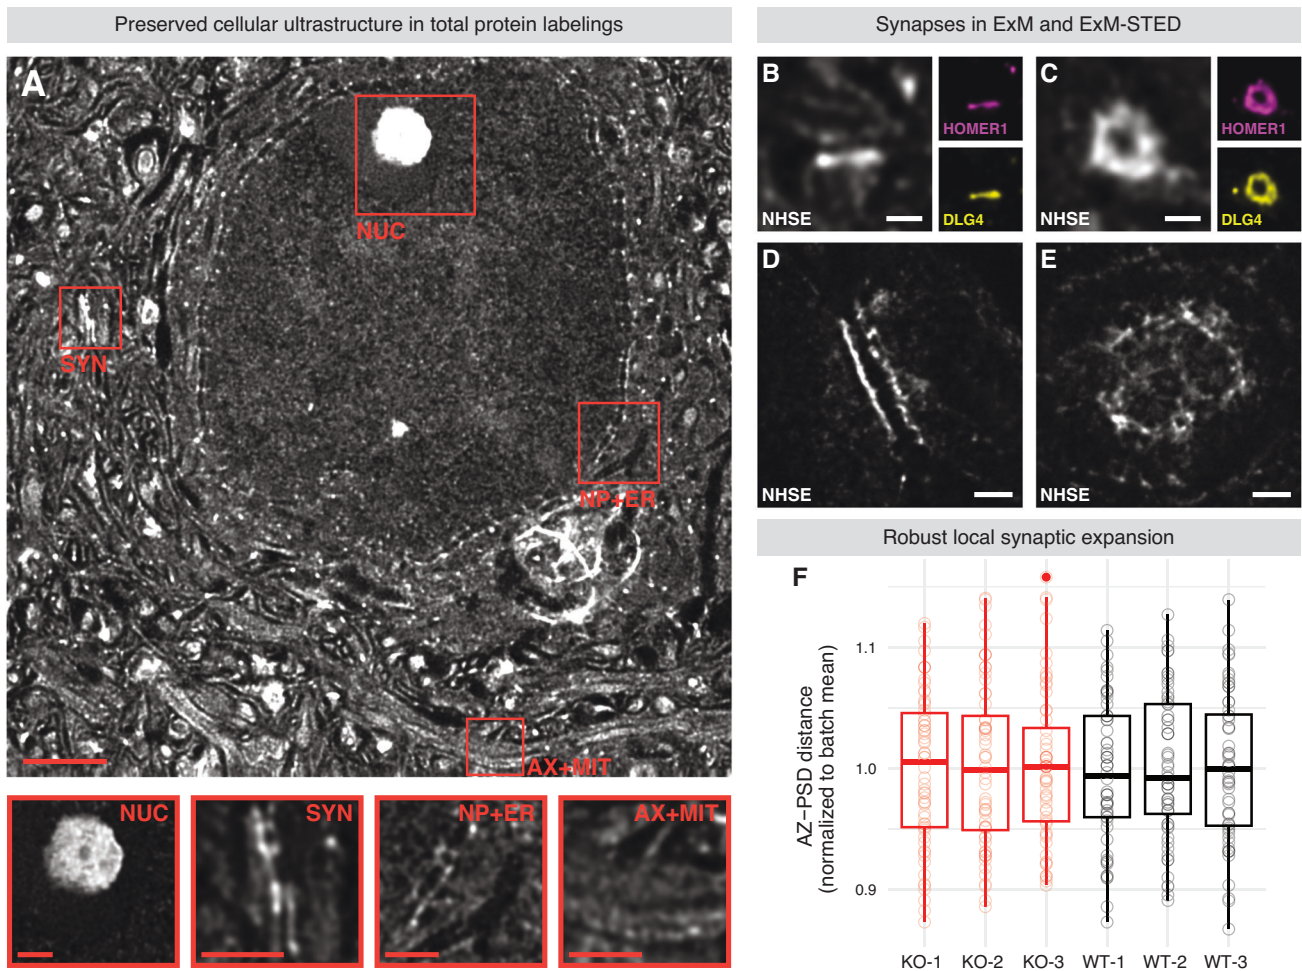 Preserved cellular ultrastructure in total protein labelings
A
NUC
SYN
NP+ER
AX+MIT
NUC
SYN
NP+ER
AX+MIT
Synapses in ExM and ExM-STED
B
NHSE
HOMER1
DLG4
C
NHSE
HOMER1
DLG4
D
NHSE
E
NHSE
Robust local synaptic expansion
F
AZ−PSD distance
(normalized to batch mean)
1.1
1.0
0.9
KO-1 KO-2 KO-3 WT-1 WT-2 WT-3